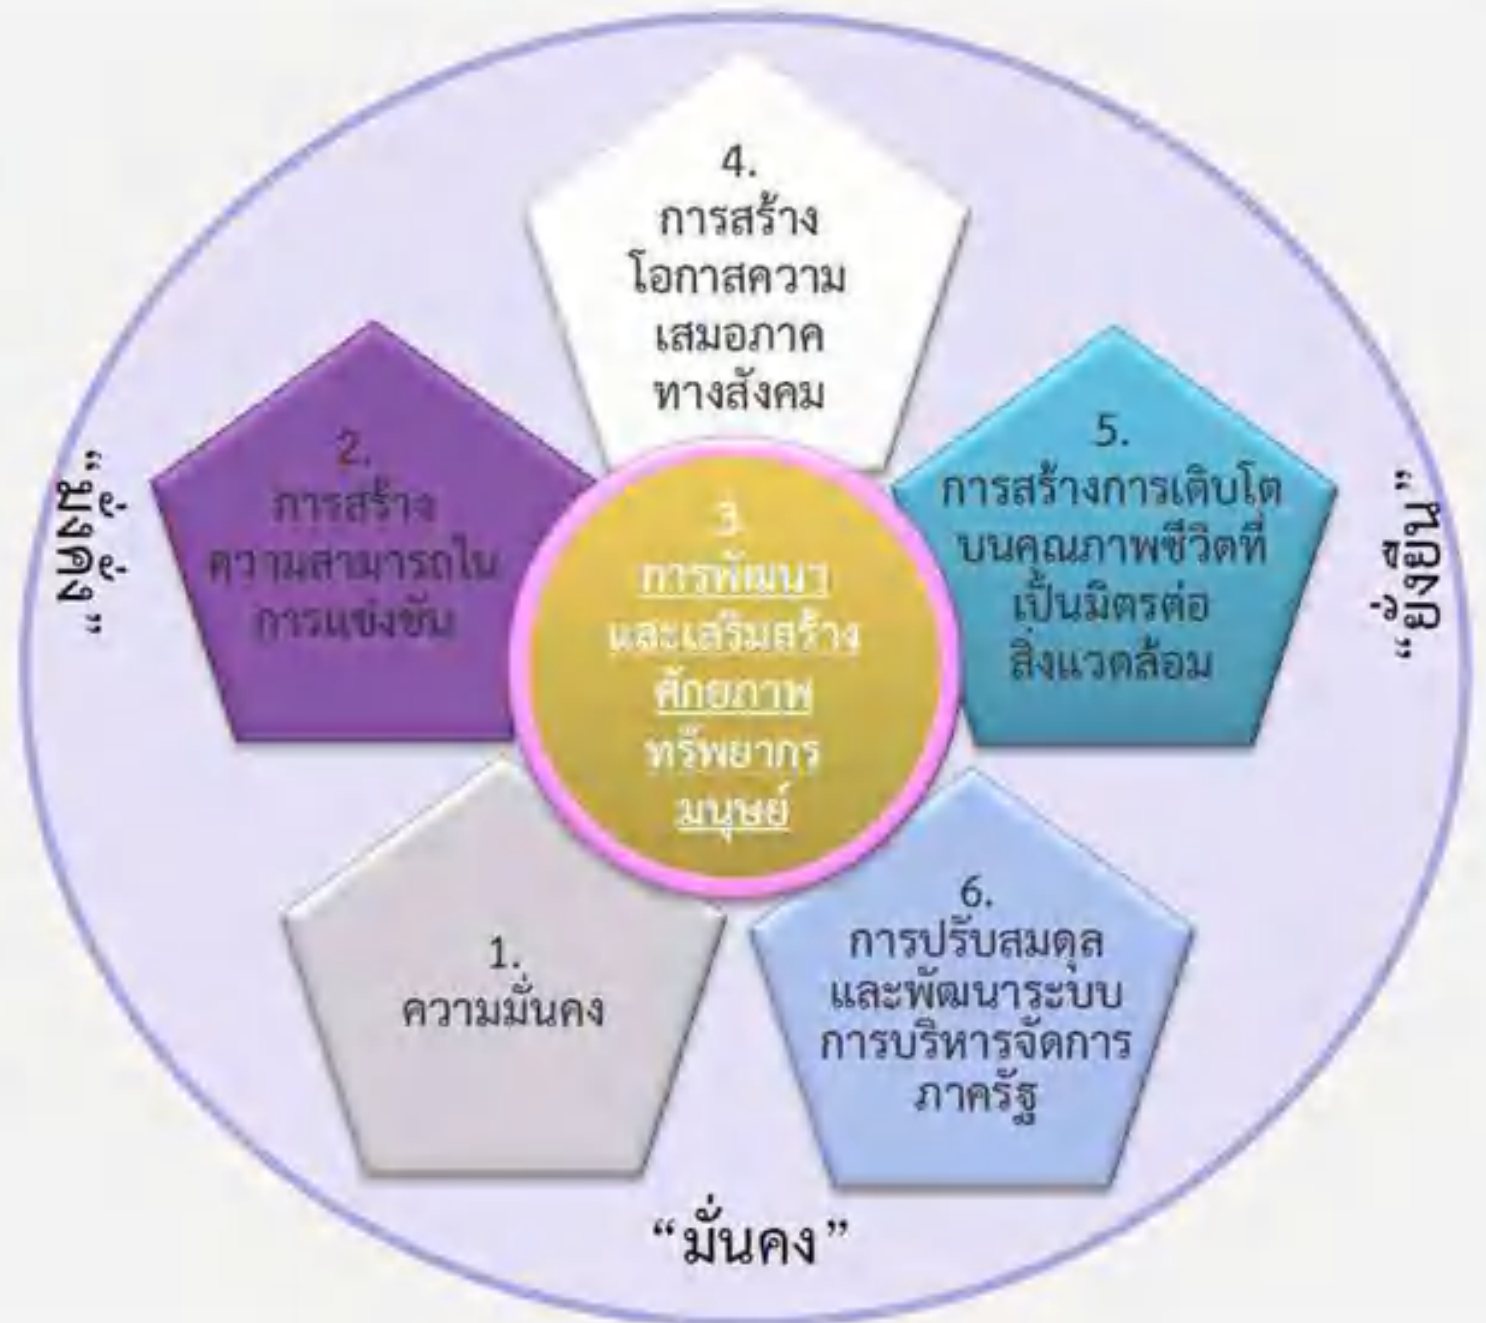 4.
การสร้าง
โอกาสความ
เสมอภาค
ทางสังคม
2.
การสร้าง
ความสามารถใน
การแข่งขัน
5.
การสร้างการเติบโต
บนคุณภาพชีวิตที่
เป็นมิตรต่อ
สิ่งแวดล้อม
3.
การพัฒนา
และเสริมสร้าง
ศักยภาพ
ทรัพยากร
มนุษย์
1.
ความมั่นคง
6.
การปรับสมดุล
และพัฒนาระบบ
การบริหารจัดการ
ภาครัฐ
“มั่งคั่ง”
“ยั่งยืน”
“มั่นคง”